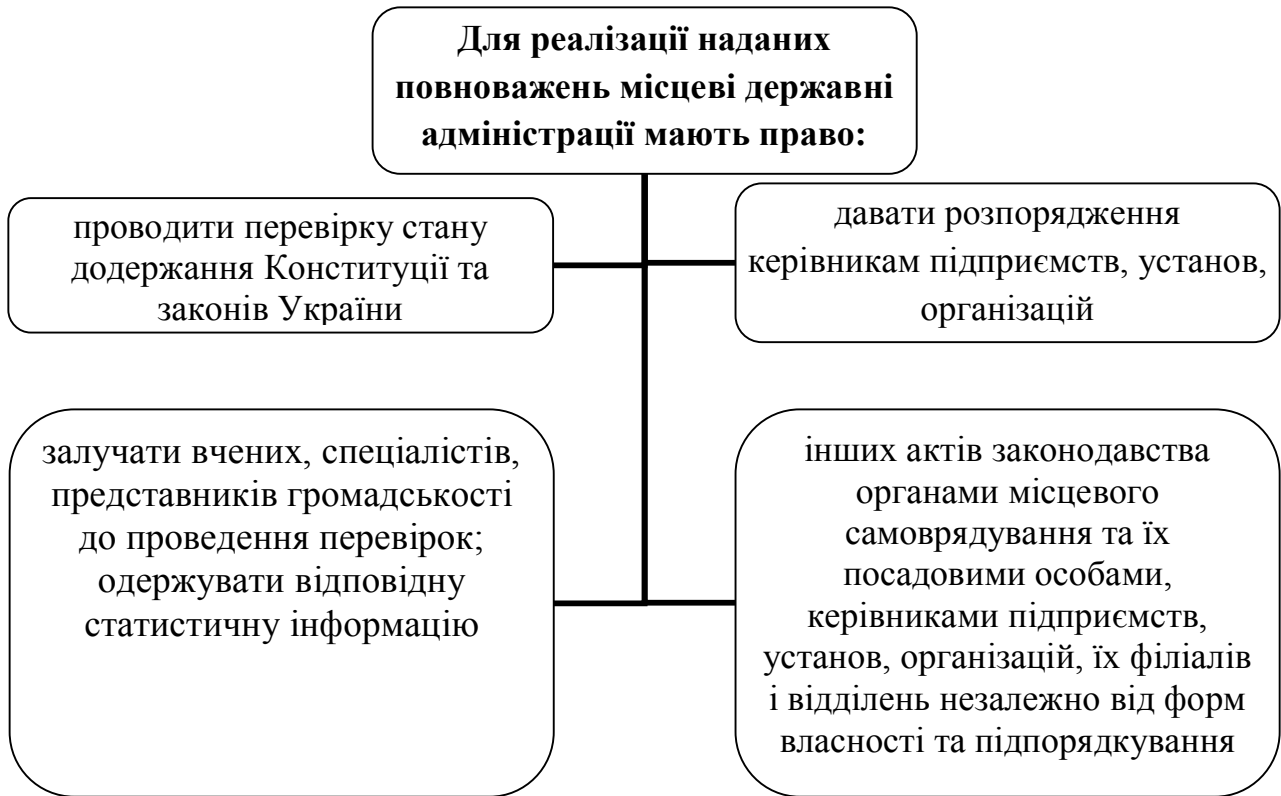 Для реалізації наданих
повноважень місцеві державні
адміністрації мають право:
проводити перевірку стану
додержання Конституції та
законів України
давати розпорядження
керівникам підприємств, установ,
організацій
залучати вчених, спеціалістів,
представників громадськості
до проведення перевірок;
одержувати відповідну
статистичну інформацію
інших актів законодавства
органами місцевого
самоврядування та їх
посадовими особами,
керівниками підприємств,
установ, організацій, їх філіалів
і відділень незалежно від форм
власності та підпорядкування